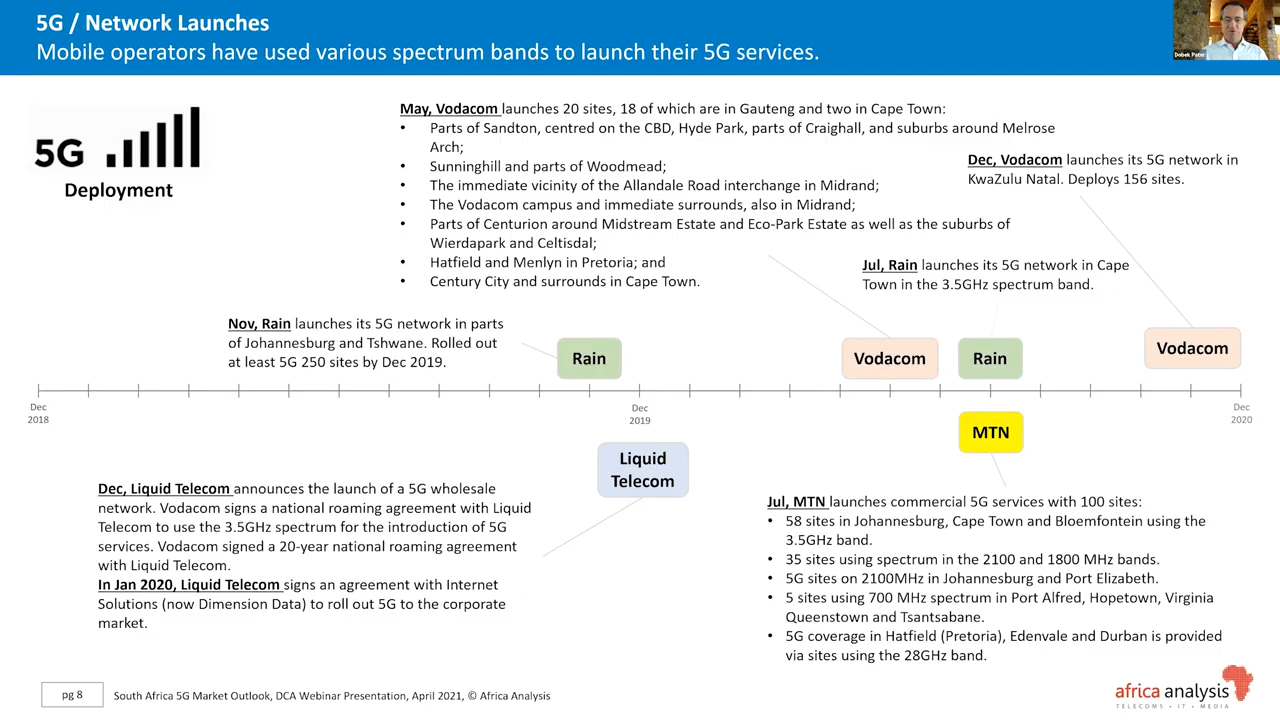 5G / Network Launches
Mobile operators have used various spectrum bands to launch their 5G services.
Dobek Pater
5G
Deployment
May, Vodacom launches 20 sites, 18 of which are in Gauteng and two in Cape Town:
• Parts of Sandton, centred on the CBD, Hyde Park, parts of Craighall, and suburbs around Melrose
Arch;
• Sunninghill and parts of Woodmead;
• The immediate vicinity of the Allandale Road interchange in Midrand;
• The Vodacom campus and immediate surrounds, also in Midrand;
• Parts of Centurion around Midstream Estate and Eco-Park Estate as well as the suburbs of
Wierdapark and Celtisdal;
• Hatfield and Menlyn in Pretoria; and
• Century City and surrounds in Cape Town.
Dec, Vodacom launches its 5G network in
KwaZulu Natal. Deploys 156 sites.
Jul, Rain launches its 5G network in Cape
Town in the 3.5GHz spectrum band.
Nov, Rain launches its 5G network in parts
of Johannesburg and Tshwane. Rolled out
at least 5G 250 sites by Dec 2019.
Rain
Vodacom
Rain
Vodacom
Dec
2018
Dec
2019
Dec
2020
Liquid
Telecom
MTN
Dec, Liquid Telecom announces the launch of a 5G wholesale
network. Vodacom signs a national roaming agreement with Liquid
Telecom to use the 3.5GHz spectrum for the introduction of 5G
services. Vodacom signed a 20-year national roaming agreement
with Liquid Telecom.
In Jan 2020, Liquid Telecom signs an agreement with Internet
Solutions (now Dimension Data) to roll out 5G to the corporate
market.
Jul, MTN launches commercial 5G services with 100 sites:
• 58 sites in Johannesburg, Cape Town and Bloemfontein using the
3.5GHz band.
• 35 sites using spectrum in the 2100 and 1800 MHz bands.
• 5G sites on 2100MHz in Johannesburg and Port Elizabeth.
• 5 sites using 700 MHz spectrum in Port Alfred, Hopetown, Virginia
Queenstown and Tsantsabane.
• 5G coverage in Hatfield (Pretoria), Edenvale and Durban is provided
via sites using the 28GHz band.
pg 8
South Africa 5G Market Outlook, DCA Webinar Presentation, April 2021, © Africa Analysis
africa analysis
TELECOMS • IT • MEDIA